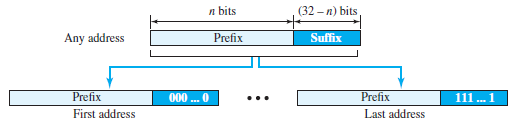 n bits (32 – n) bits
Any address Prefix Suffix
Prefix 000 ... 0 ••• Prefix 111 ... 1
First address Last address